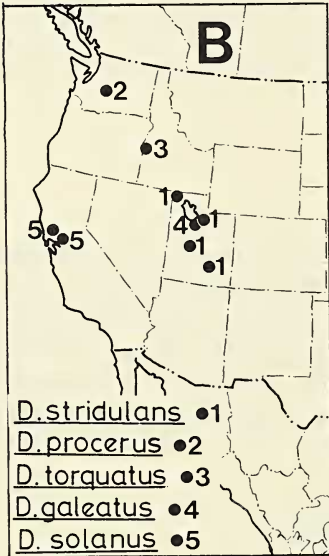 B
2
3
1
1
4
5
5
1
1
D. stridulans ●1
D. procerus ●2
D. torquatus ●3
D. galeatus ●4
D. solanus ●5